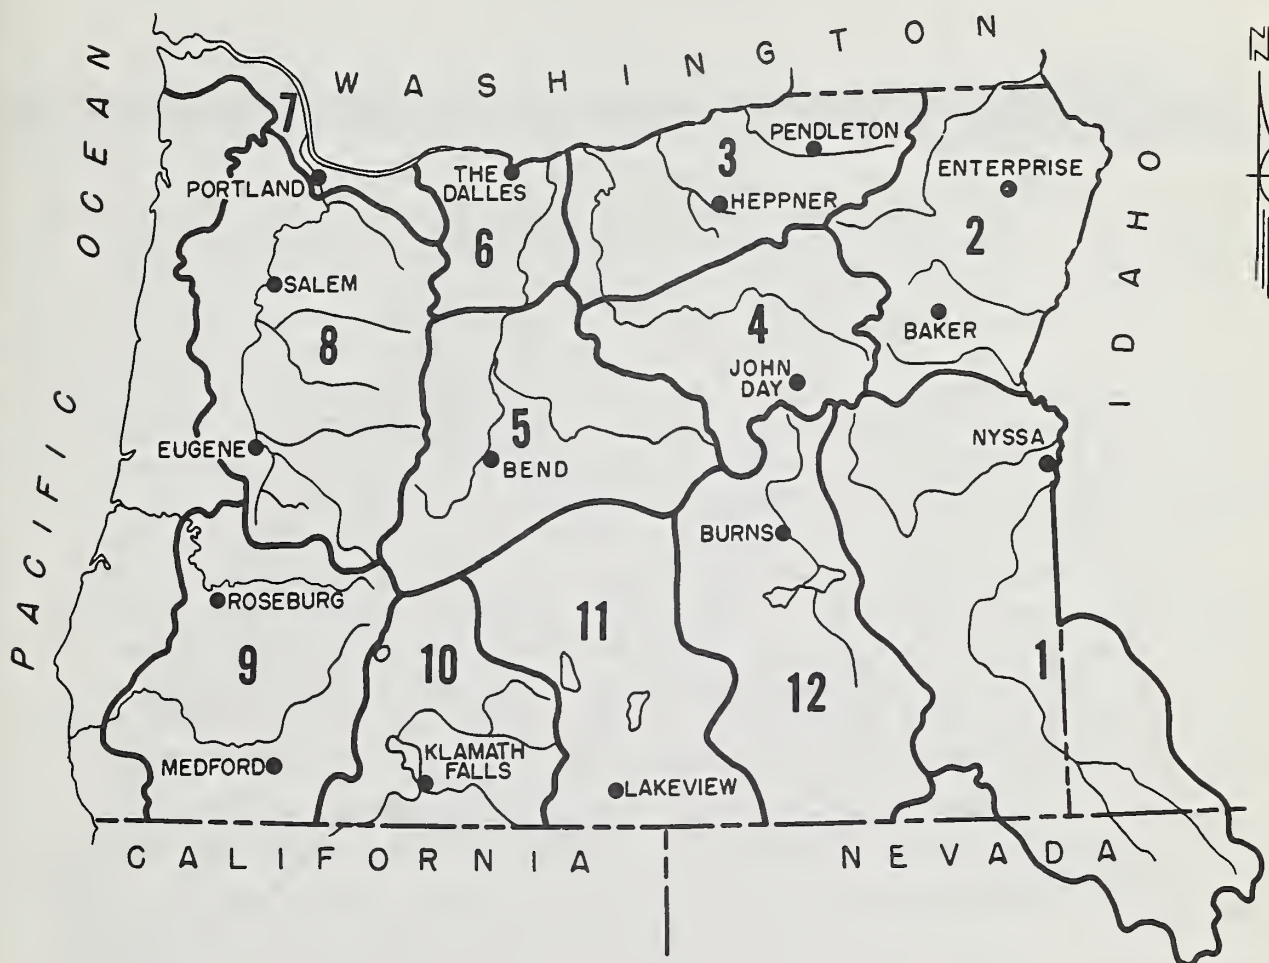 WASHINGTON
PACIFIC OCEAN
IDAHO
7
PORTLAND
THE
DALLES
6
3
PENDLETON
HEPPNER
ENTERPRISE
2
BAKER
SALEM
8
EUGENE
5
BEND
4
JOHN
DAY
NYSSA
BURNS
ROSEBURG
9
MEDFORD
10
KLAMATH
FALLS
11
LAKEVIEW
12
1
CALIFORNIA
NEVADA